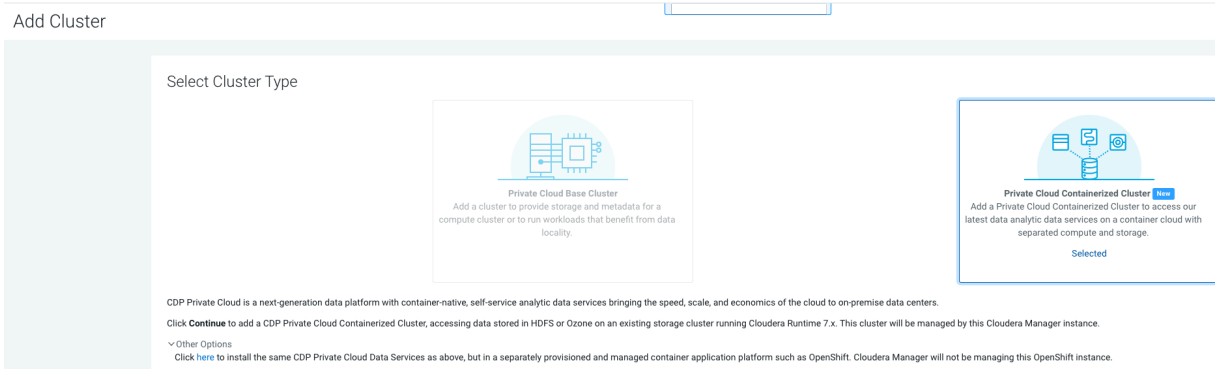 Add Cluster
Select Cluster Type
Private Cloud Base Cluster
Add a cluster to provide storage and metadata for a
compute cluster or to run workloads that benefit from data
locality.
Private Cloud Containerized Cluster New
Add a Private Cloud Containerized Cluster to access our
latest data analytic data services on a container cloud with
separated compute and storage.
Selected
CDP Private Cloud is a next-generation data platform with container-native, self-service analytic data services bringing the speed, scale, and economics of the cloud to on-premise data centers.
Click Continue to add a CDP Private Cloud Containerized Cluster, accessing data stored in HDFS or Ozone on an existing storage cluster running Cloudera Runtime 7.x. This cluster will be managed by this Cloudera Manager instance.
Other Options
Click here to install the same CDP Private Cloud Data Services as above, but in a separately provisioned and managed container application platform such as OpenShift. Cloudera Manager will not be managing this OpenShift instance.